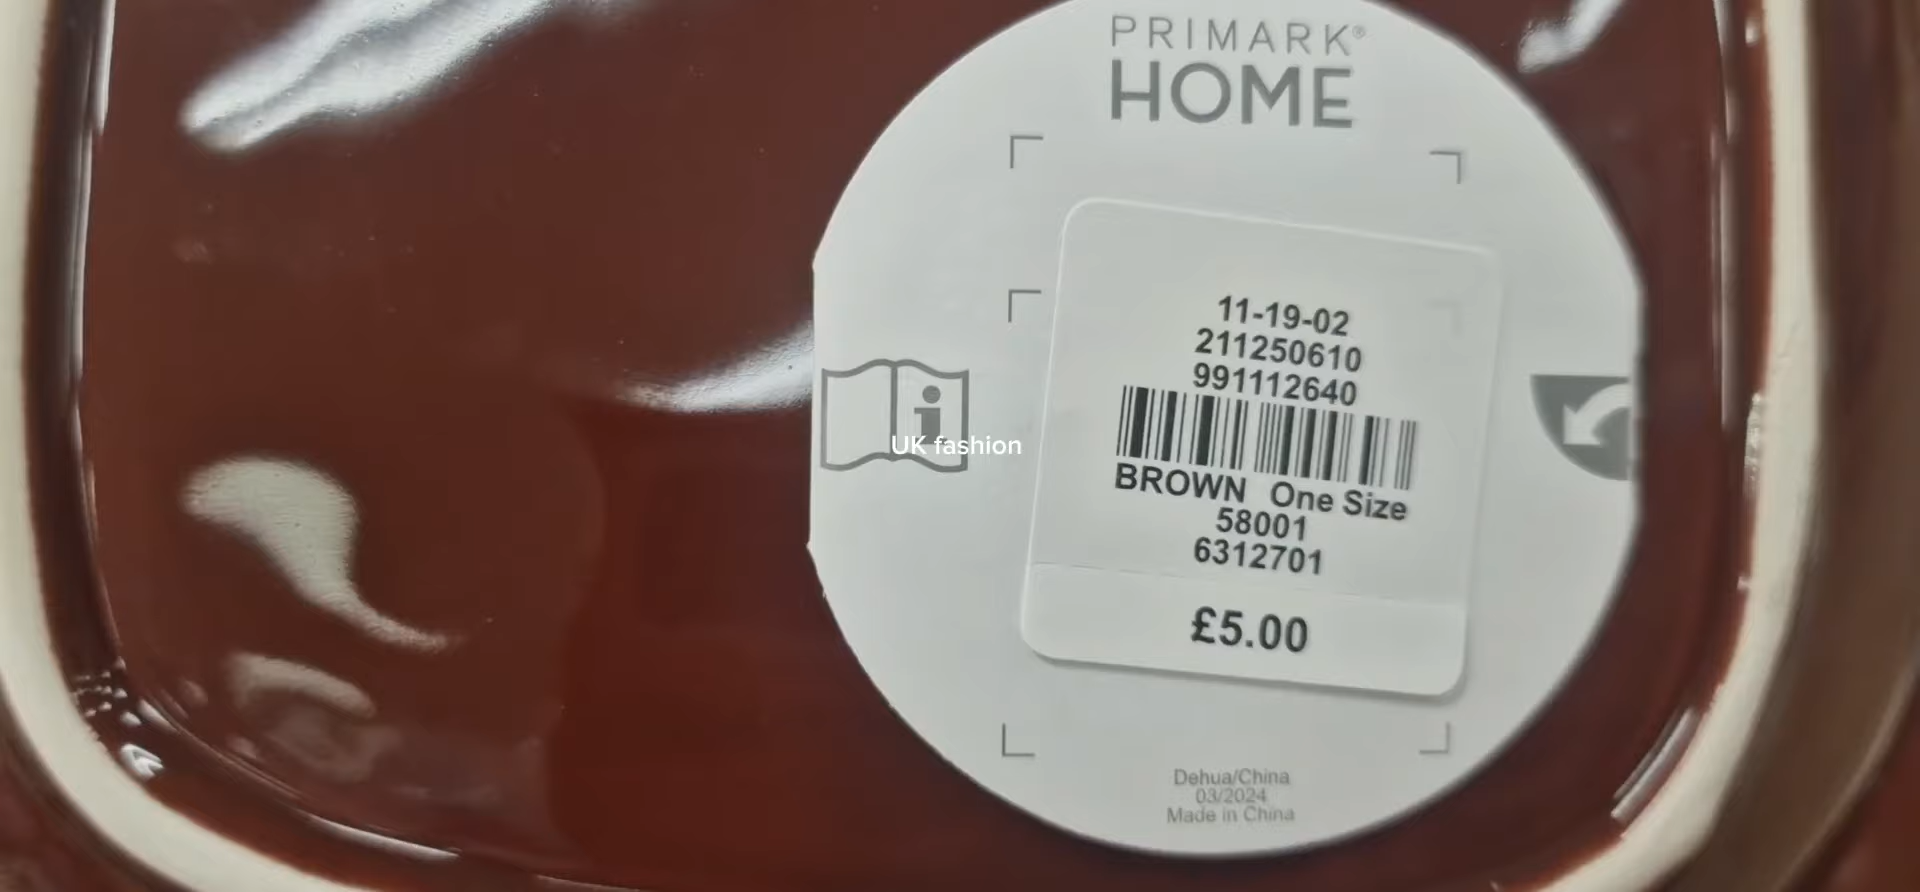 PRIMARK®
HOME
11-19-02
211250610
991112640
BROWN One Size
58001
6312701
£5.00
i
UK fashion
Dehua/China
03/2024
Made in China